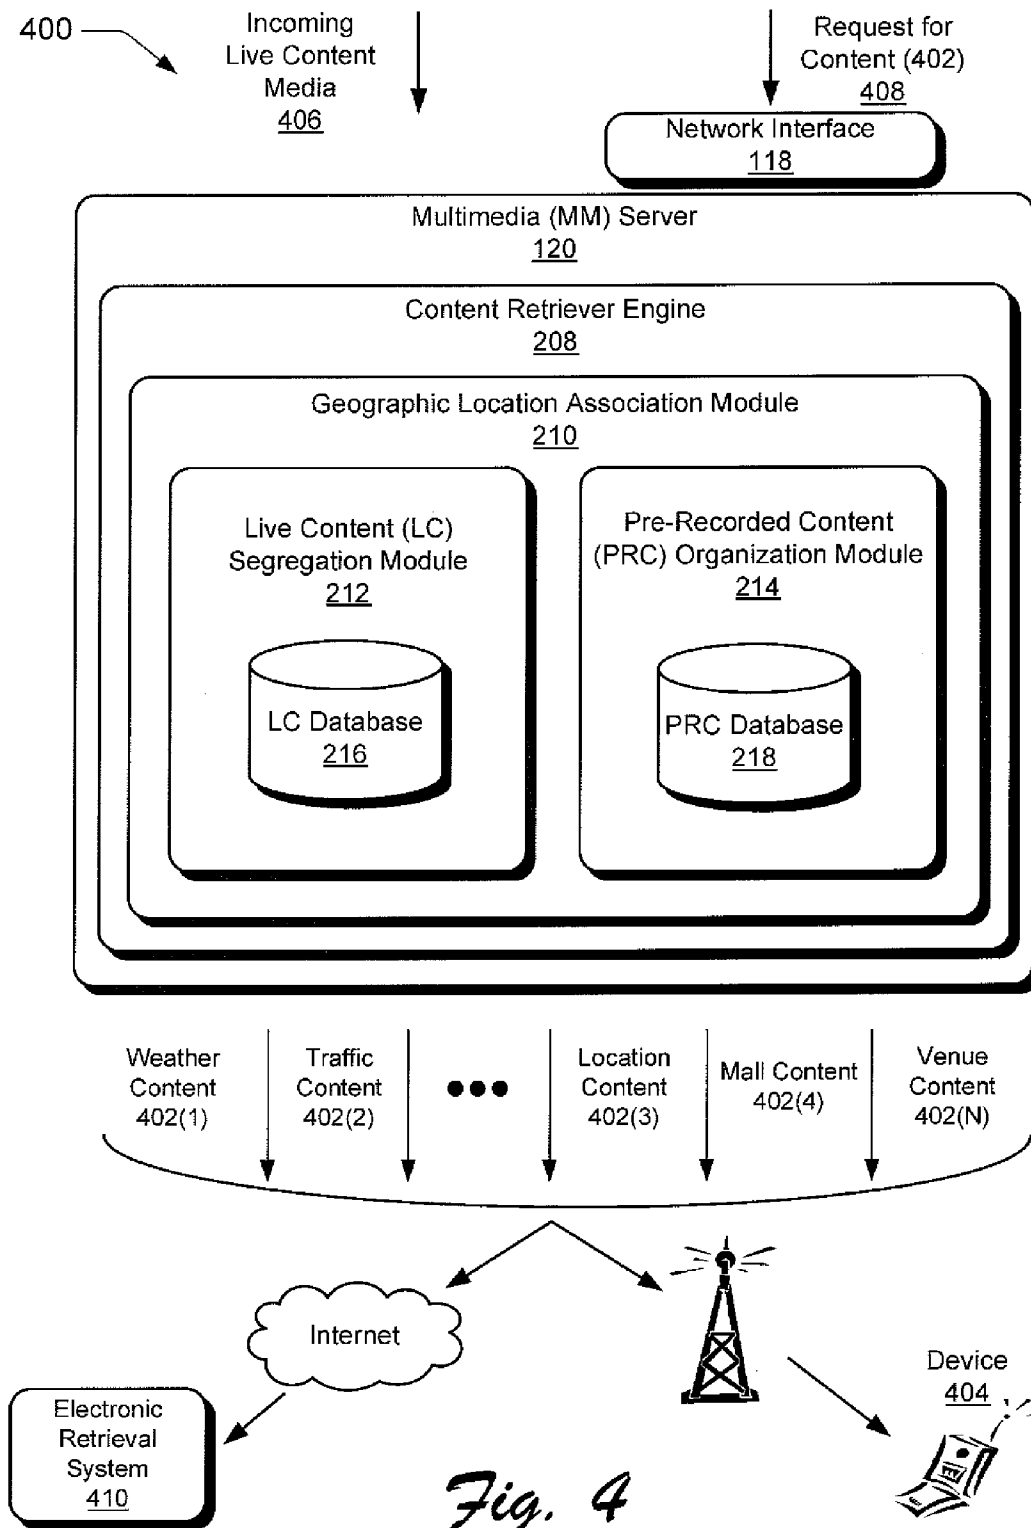 400
Incoming
Live Content
Media
406
Request for
Content (402)
408
Network Interface
118
Multimedia (MM) Server
120
Content Retriever Engine
208
Geographic Location Association Module
210
Live Content (LC)
Segregation Module
212
LC Database
216
Pre-Recorded Content
(PRC) Organization Module
214
PRC Database
218
Weather
Content
402(1)
Traffic
Content
402(2)
Location
Content
402(3)
Mall Content
402(4)
Venue
Content
402(N)
Internet
Device
404
Electronic
Retrieval
System
410
Fig. 4